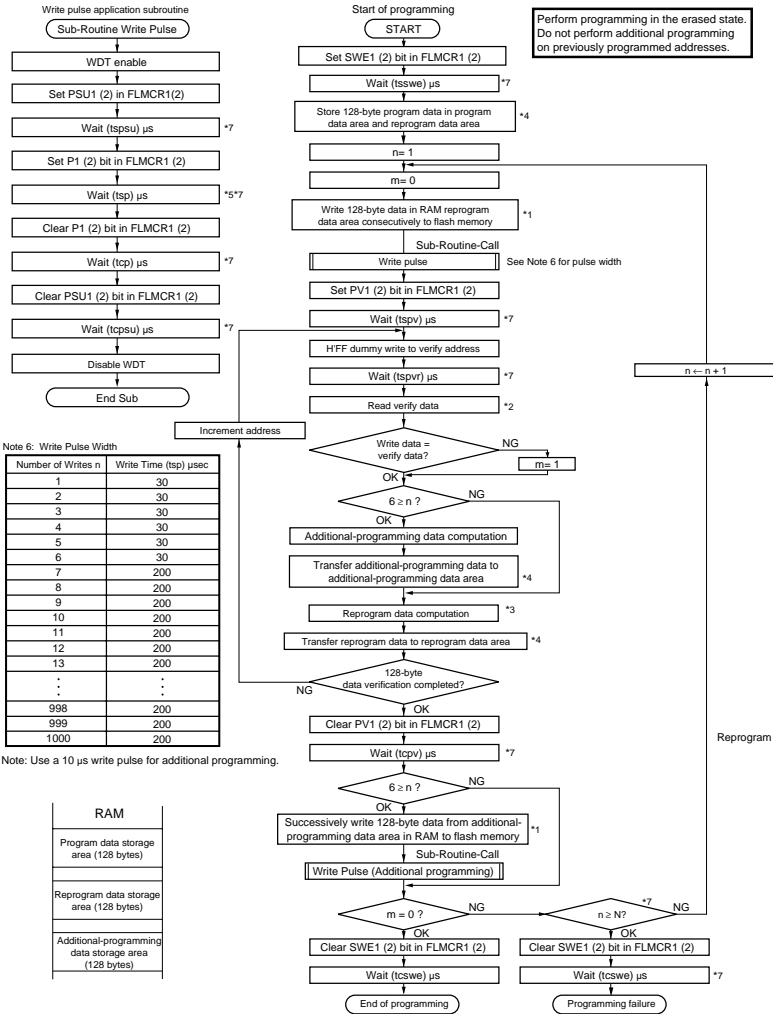 Write pulse application subroutine
Sub-Routine Write Pulse
WDT enable
Set PSU1 (2) in FLMCR1(2)
Wait (tspsu) µs
*7
Set P1 (2) bit in FLMCR1 (2)
Wait (tsp) µs
*5*7
Clear P1 (2) bit in FLMCR1 (2)
Wait (tcp) µs
*7
Clear PSU1 (2) bit in FLMCR1 (2)
Wait (tcpsu) µs
*7
Disable WDT
End Sub
Note 6: Write Pulse Width
Number of Writes n Write Time (tsp) µsec
1 30
2 30
3 30
4 30
5 30
6 30
7 200
8 200
9 200
10 200
11 200
12 200
13 200
998 200
999 200
1000 200
Note: Use a 10 µs write pulse for additional programming.
RAM
Program data storage
area (128 bytes)
Reprogram data storage
area (128 bytes)
Additional-programming
data storage area
(128 bytes)
Start of programming
START
Set SWE1 (2) bit in FLMCR1 (2)
Wait (tsswe) µs
*7
Store 128-byte program data in program
data area and reprogram data area
*4
n= 1
m= 0
Write 128-byte data in RAM reprogram
data area consecutively to flash memory
*1
Sub-Routine-Call
Write pulse
See Note 6 for pulse width
Set PV1 (2) bit in FLMCR1 (2)
Wait (tspv) µs
*7
H'FF dummy write to verify address
Wait (tspvr) µs
*7
Read verify data
*2
Increment address
Write data =
verify data?
NG
m= 1
OK
6 ≥ n ?
NG
OK
Additional-programming data computation
Transfer additional-programming data to
additional-programming data area
*4
Reprogram data computation
*3
Transfer reprogram data to reprogram data area
*4
128-byte
data verification completed?
NG
OK
Clear PV1 (2) bit in FLMCR1 (2)
Wait (tcpv) µs
*7
6 ≥ n ?
NG
OK
Successively write 128-byte data from additional-
programming data area in RAM to flash memory
*1
Sub-Routine-Call
Write Pulse (Additional programming)
m = 0 ?
NG
OK
Clear SWE1 (2) bit in FLMCR1 (2)
Wait (tcswe) µs
End of programming
n ≥ N?
*7
NG
OK
Clear SWE1 (2) bit in FLMCR1 (2)
Wait (tcswe) µs
*7
Programming failure
n ← n + 1
Reprogram
Perform programming in the erased state.
Do not perform additional programming
on previously programmed addresses.